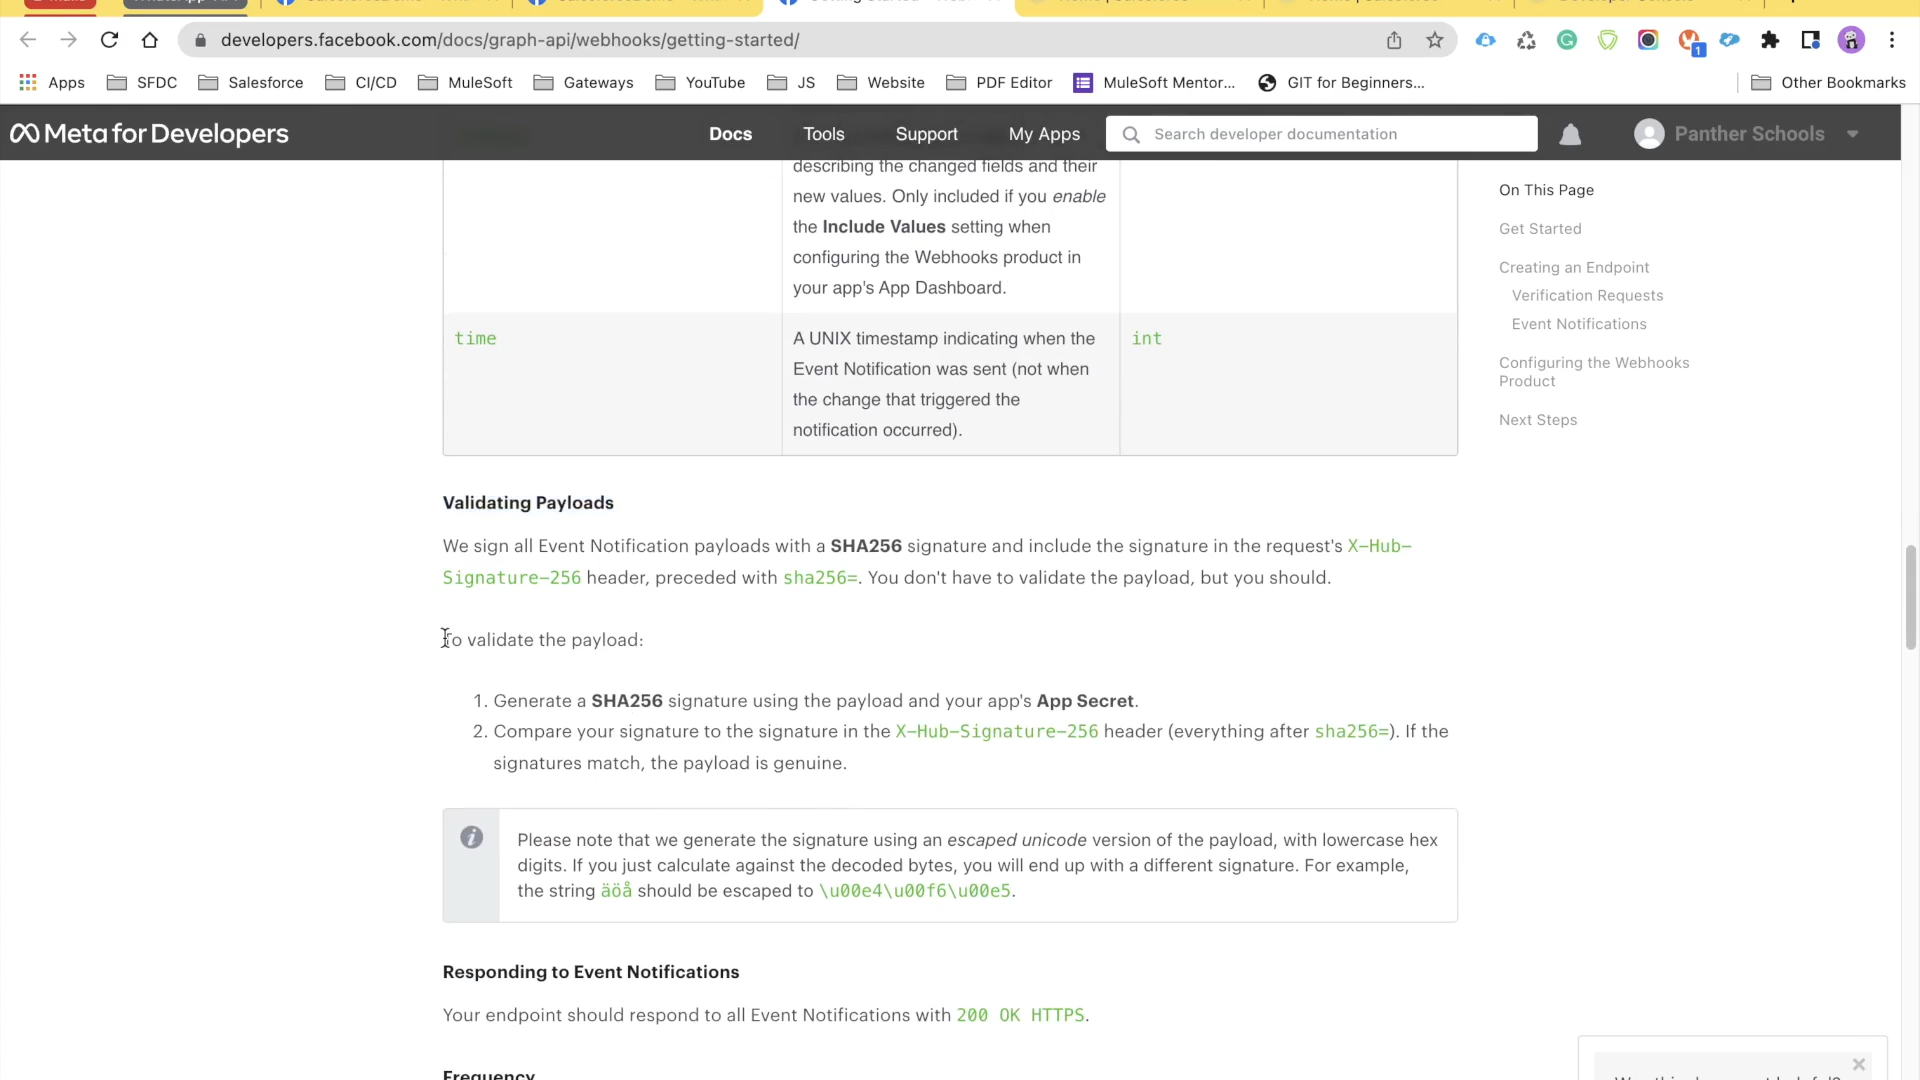 developers.facebook.com/docs/graph-api/webhooks/getting-started/
1
Apps SFDC Salesforce CI/CD MuleSoft Gateways YouTube JS Website PDF Editor MuleSoft Mentor... GIT for Beginners... Other Bookmarks
Meta for Developers Docs Tools Support My Apps Search developer documentation Panther Schools
describing the changed fields and their
new values. Only included if you enable
the Include Values setting when
configuring the Webhooks product in
your app's App Dashboard.
time A UNIX timestamp indicating when the int
Event Notification was sent (not when
the change that triggered the
notification occurred).
On This Page
Get Started
Creating an Endpoint
Verification Requests
Event Notifications
Configuring the Webhooks
Product
Next Steps
Validating Payloads
We sign all Event Notification payloads with a SHA256 signature and include the signature in the request's X-Hub-
Signature-256 header, preceded with sha256=. You don't have to validate the payload, but you should.
To validate the payload:
1. Generate a SHA256 signature using the payload and your app's App Secret.
2. Compare your signature to the signature in the X-Hub-Signature-256 header (everything after sha256=). If the
signatures match, the payload is genuine.
Please note that we generate the signature using an escaped unicode version of the payload, with lowercase hex
digits. If you just calculate against the decoded bytes, you will end up with a different signature. For example,
the string äöå should be escaped to \u00e4\u00f6\u00e5.
Responding to Event Notifications
Your endpoint should respond to all Event Notifications with 200 OK HTTPS.
Frequency